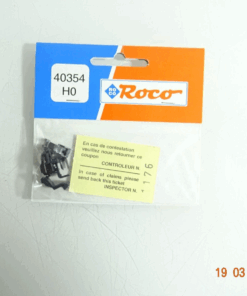 40354
H0
Roco
En cas de contestation
veuillez nous retourner ce
coupon
CONTROLEUR N.
In case of claims please
send back this ticket
INSPECTOR N.
176
19 03